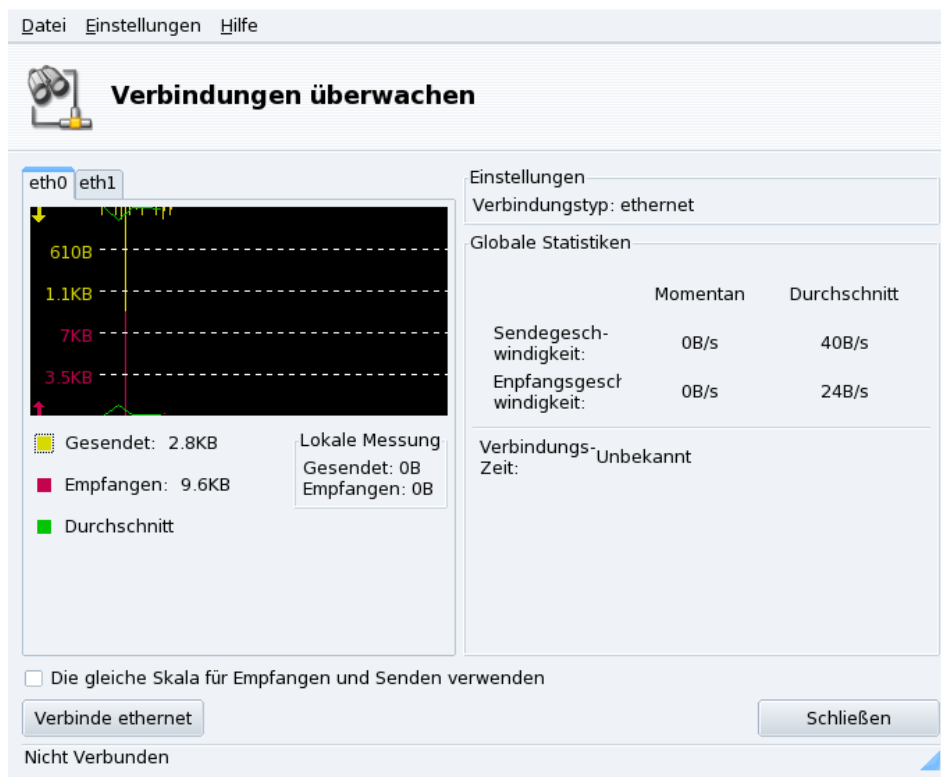 Datei Einstellungen Hilfe
Verbindungen überwachen
eth0 eth1
610B
1.1KB
7KB
3.5KB
Gesendet: 2.8KB
Empfangen: 9.6KB
Durchschnitt
Lokale Messung
Gesendet: 0B
Empfangen: 0B
Einstellungen
Verbindungstyp: ethernet
Globale Statistiken
Momentan Durchschnitt
Sendegesch-
windigkeit: 0B/s 40B/s
Enpfangsgesch
windigkeit: 0B/s 24B/s
Verbindungs-
Zeit: Unbekannt
Die gleiche Skala für Empfangen und Senden verwenden
Verbinde ethernet
Schließen
Nicht Verbunden